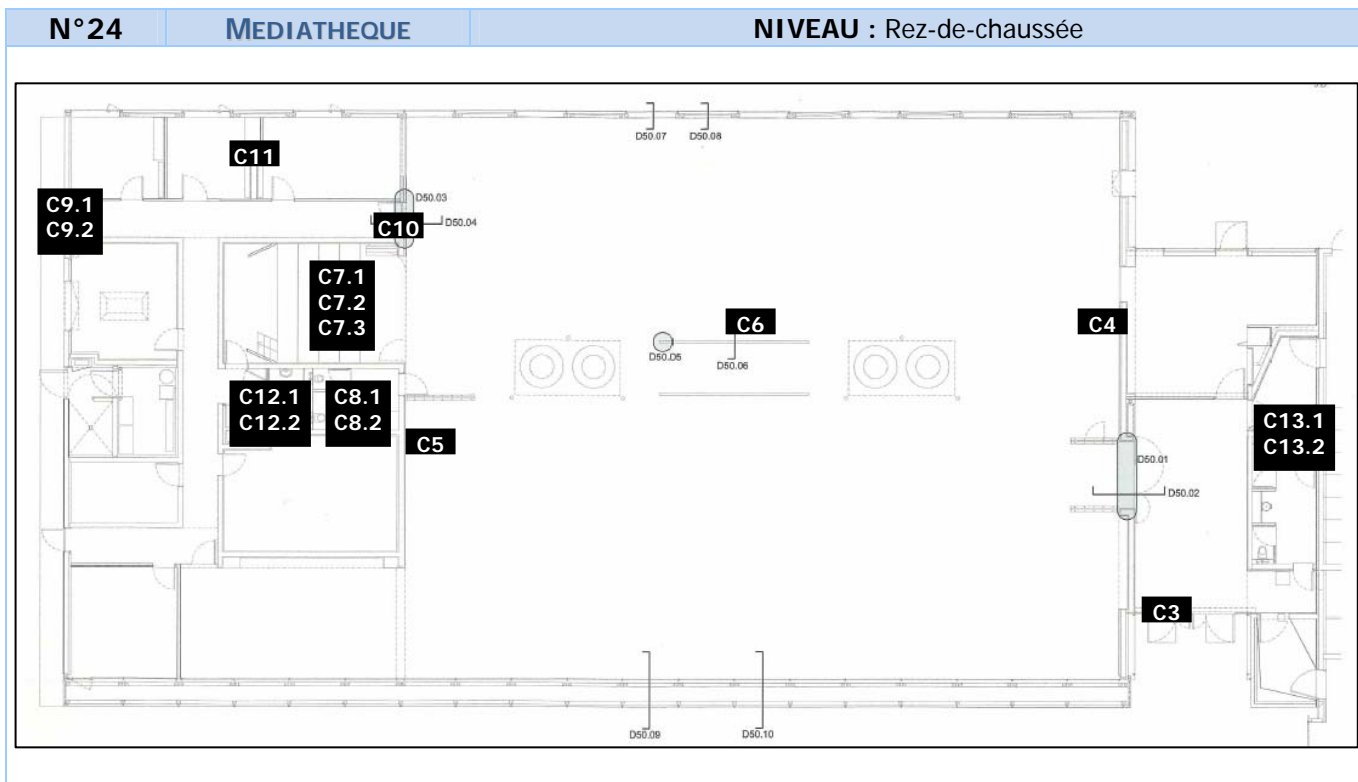 N°24 MEDIATHEQUE NIVEAU : Rez-de-chaussée
D50.07 D50.08
C11
C9.1
C9.2
D50.03
C10 D50.04
C7.1
C7.2
C7.3
C6
C4
D50.05
D50.06
C12.1
C12.2
C8.1
C8.2
C5
C13.1
C13.2
D50.01
D50.02
C3
D50.09 D50.10